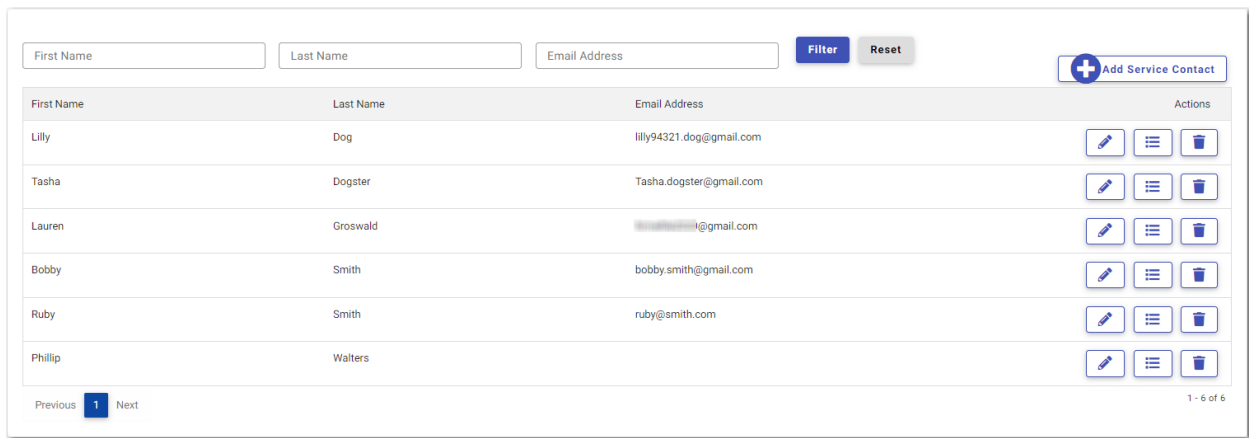 First Name Last Name Email Address Filter Reset
Add Service Contact
First Name Last Name Email Address Actions
Lilly Dog lilly94321.dog@gmail.com
Tasha Dogster Tasha.dogster@gmail.com
Lauren Groswald @gmail.com
Bobby Smith bobby.smith@gmail.com
Ruby Smith ruby@smith.com
Phillip Walters
Previous 1 Next 1 - 6 of 6